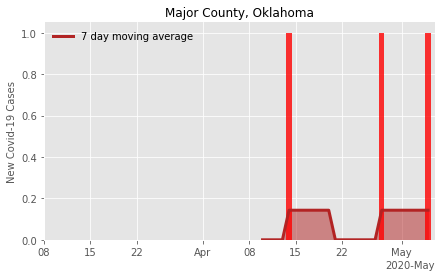 Major County, Oklahoma
7 day moving average
New Covid-19 Cases
1.0
0.8
0.6
0.4
0.2
0.0
08 15 22 Apr 08 15 22 May
2020-May